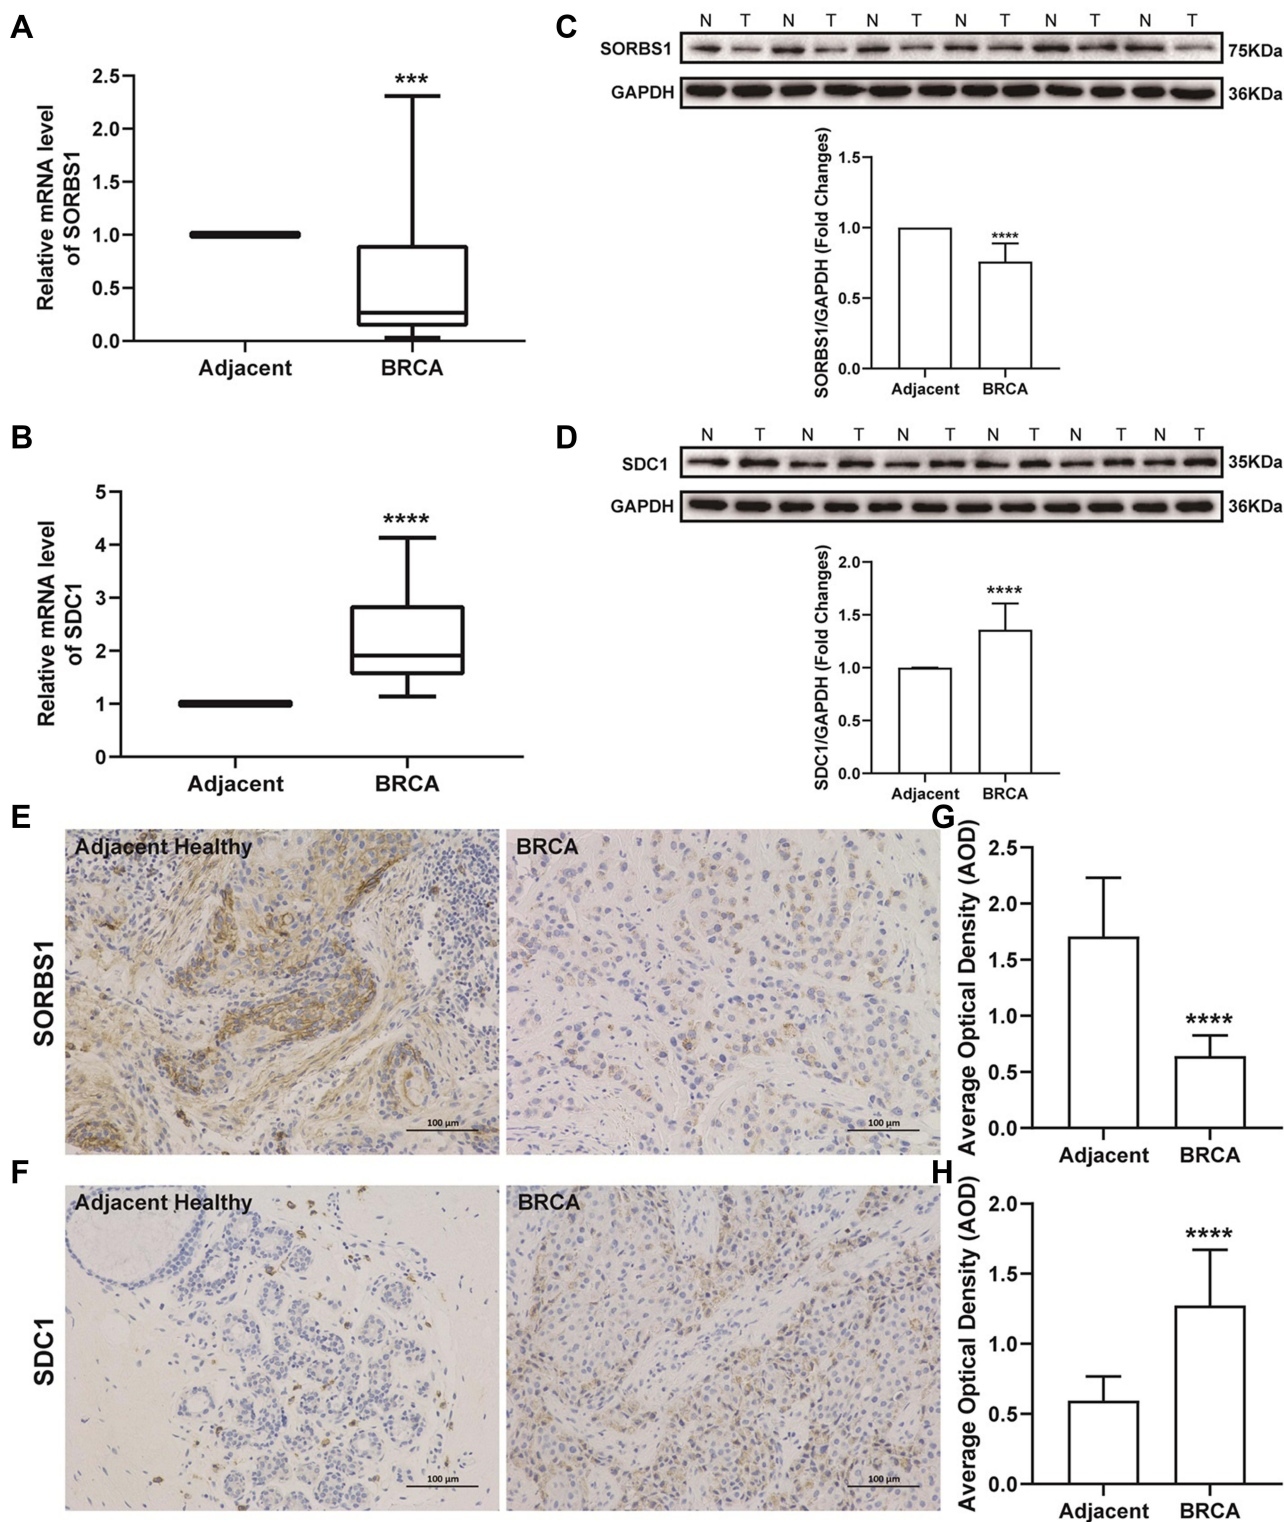 A
***
2.5
2.0
1.5
1.0
0.5
0.0
Relative mRNA level
of SORBS1
Adjacent
BRCA
C
N T N T N T N T N T N T
SORBS1
75KDa
GAPDH
36KDa
SORBS1/GAPDH (Fold Changes)
1.5
1.0
0.5
0.0
****
Adjacent
BRCA
B
Relative mRNA level
of SDC1
5
4
3
2
1
0
****
Adjacent
BRCA
D
N T N T N T N T N T N T
SDC1
35KDa
GAPDH
36KDa
SDC1/GAPDH (Fold Changes)
2.0
1.5
1.0
0.5
0.0
****
Adjacent
BRCA
E
SORBS1
Adjacent Healthy
100 μm
BRCA
100 μm
G
Average Optical Density (AOD)
2.5
2.0
1.5
1.0
0.5
0.0
****
Adjacent
BRCA
F
SDC1
Adjacent Healthy
100 μm
BRCA
100 μm
H
Average Optical Density (AOD)
2.0
1.5
1.0
0.5
0.0
****
Adjacent
BRCA